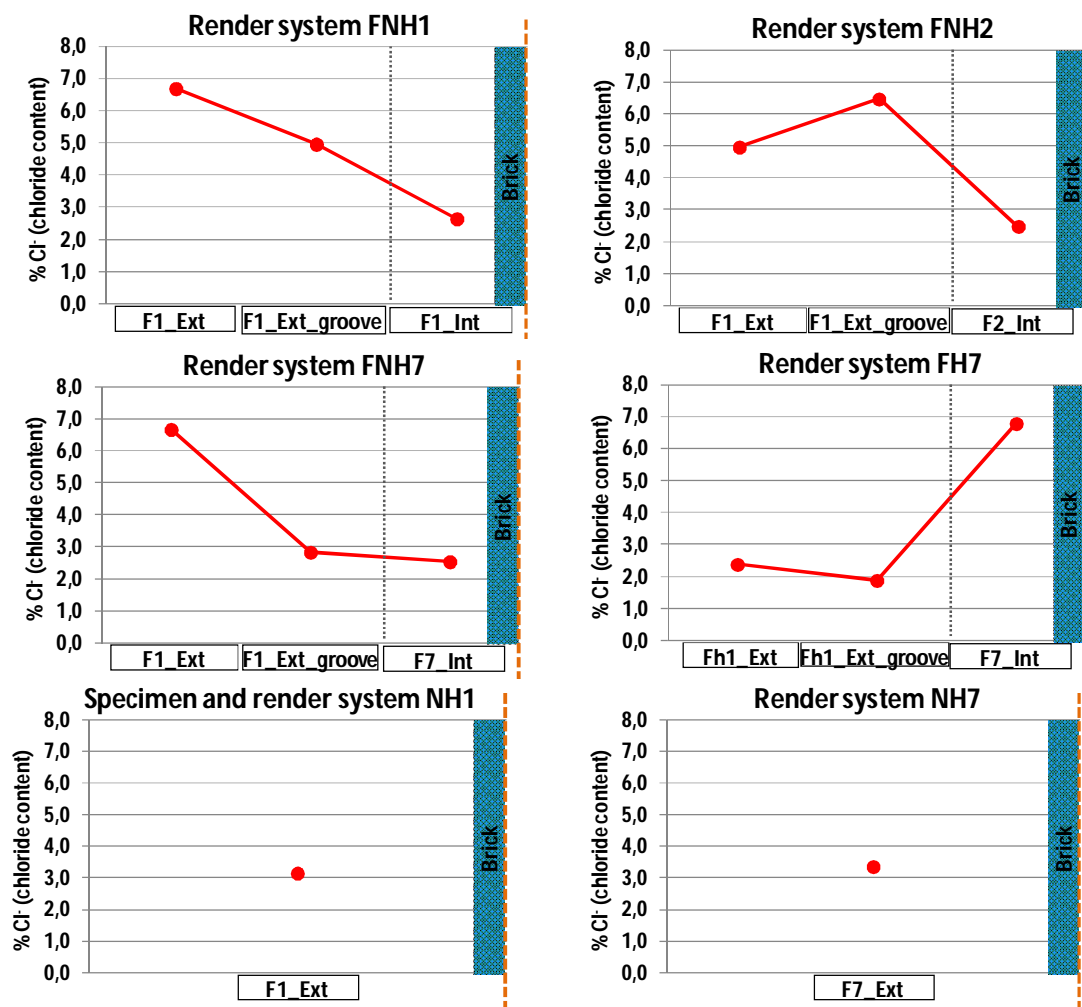 Render system FNH1
% Cl- (chloride content)
8,0
7,0
6,0
5,0
4,0
3,0
2,0
1,0
0,0
Brick
F1_Ext
F1_Ext_groove
F1_Int
Render system FNH2
% Cl- (chloride content)
8,0
7,0
6,0
5,0
4,0
3,0
2,0
1,0
0,0
Brick
F1_Ext
F1_Ext_groove
F2_Int
Render system FNH7
% Cl- (chloride content)
8,0
7,0
6,0
5,0
4,0
3,0
2,0
1,0
0,0
Brick
F1_Ext
F1_Ext_groove
F7_Int
Render system FH7
% Cl- (chloride content)
8,0
7,0
6,0
5,0
4,0
3,0
2,0
1,0
0,0
Brick
Fh1_Ext
Fh1_Ext_groove
F7_Int
Specimen and render system NH1
% Cl- (chloride content)
8,0
7,0
6,0
5,0
4,0
3,0
2,0
1,0
0,0
Brick
F1_Ext
Render system NH7
% Cl- (chloride content)
8,0
7,0
6,0
5,0
4,0
3,0
2,0
1,0
0,0
Brick
F7_Ext